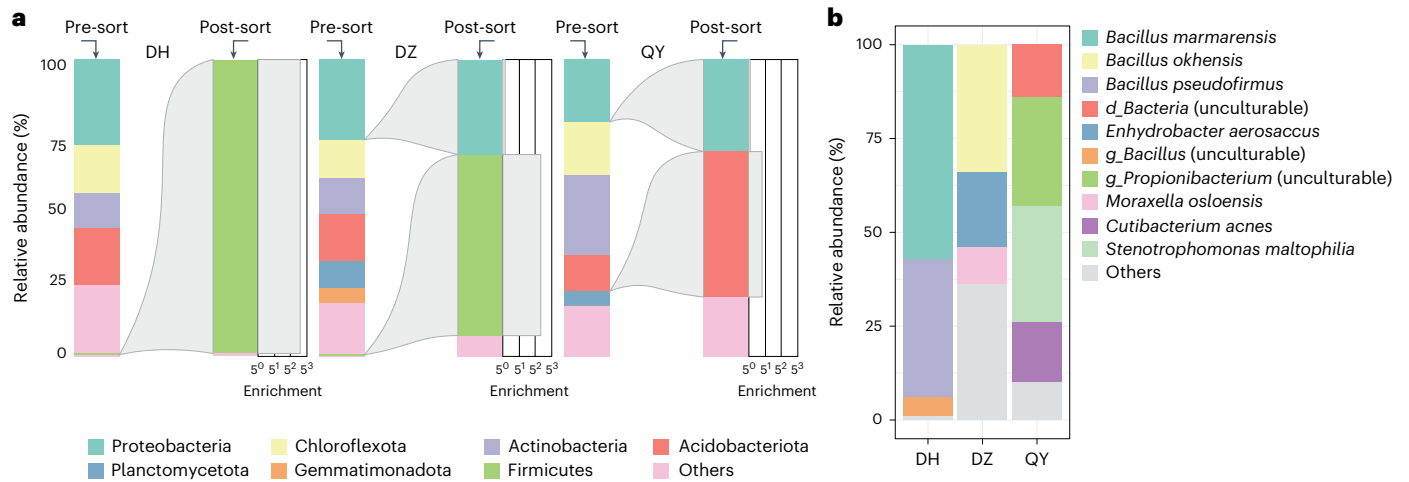 a
Pre-sort Post-sort Pre-sort Post-sort Pre-sort Post-sort
DH DZ QY
100
75
50
25
0
Relative abundance (%)
5⁰ 5¹ 5² 5³ 5⁰ 5¹ 5² 5³ 5⁰ 5¹ 5² 5³
Enrichment Enrichment Enrichment
Proteobacteria Chloroflexota Actinobacteria Acidobacteriota
Planctomycetota Gemmatimonadota Firmicutes Others
b
100
75
50
25
0
Relative abundance (%)
DH DZ QY
Bacillus marmarensis
Bacillus okhensis
Bacillus pseudofirmus
d_Bacteria (unculturable)
Enhydrobacter aerosaccus
g_Bacillus (unculturable)
g_Propionibacterium (unculturable)
Moraxella osloensis
Cutibacterium acnes
Stenotrophomonas maltophilia
Others